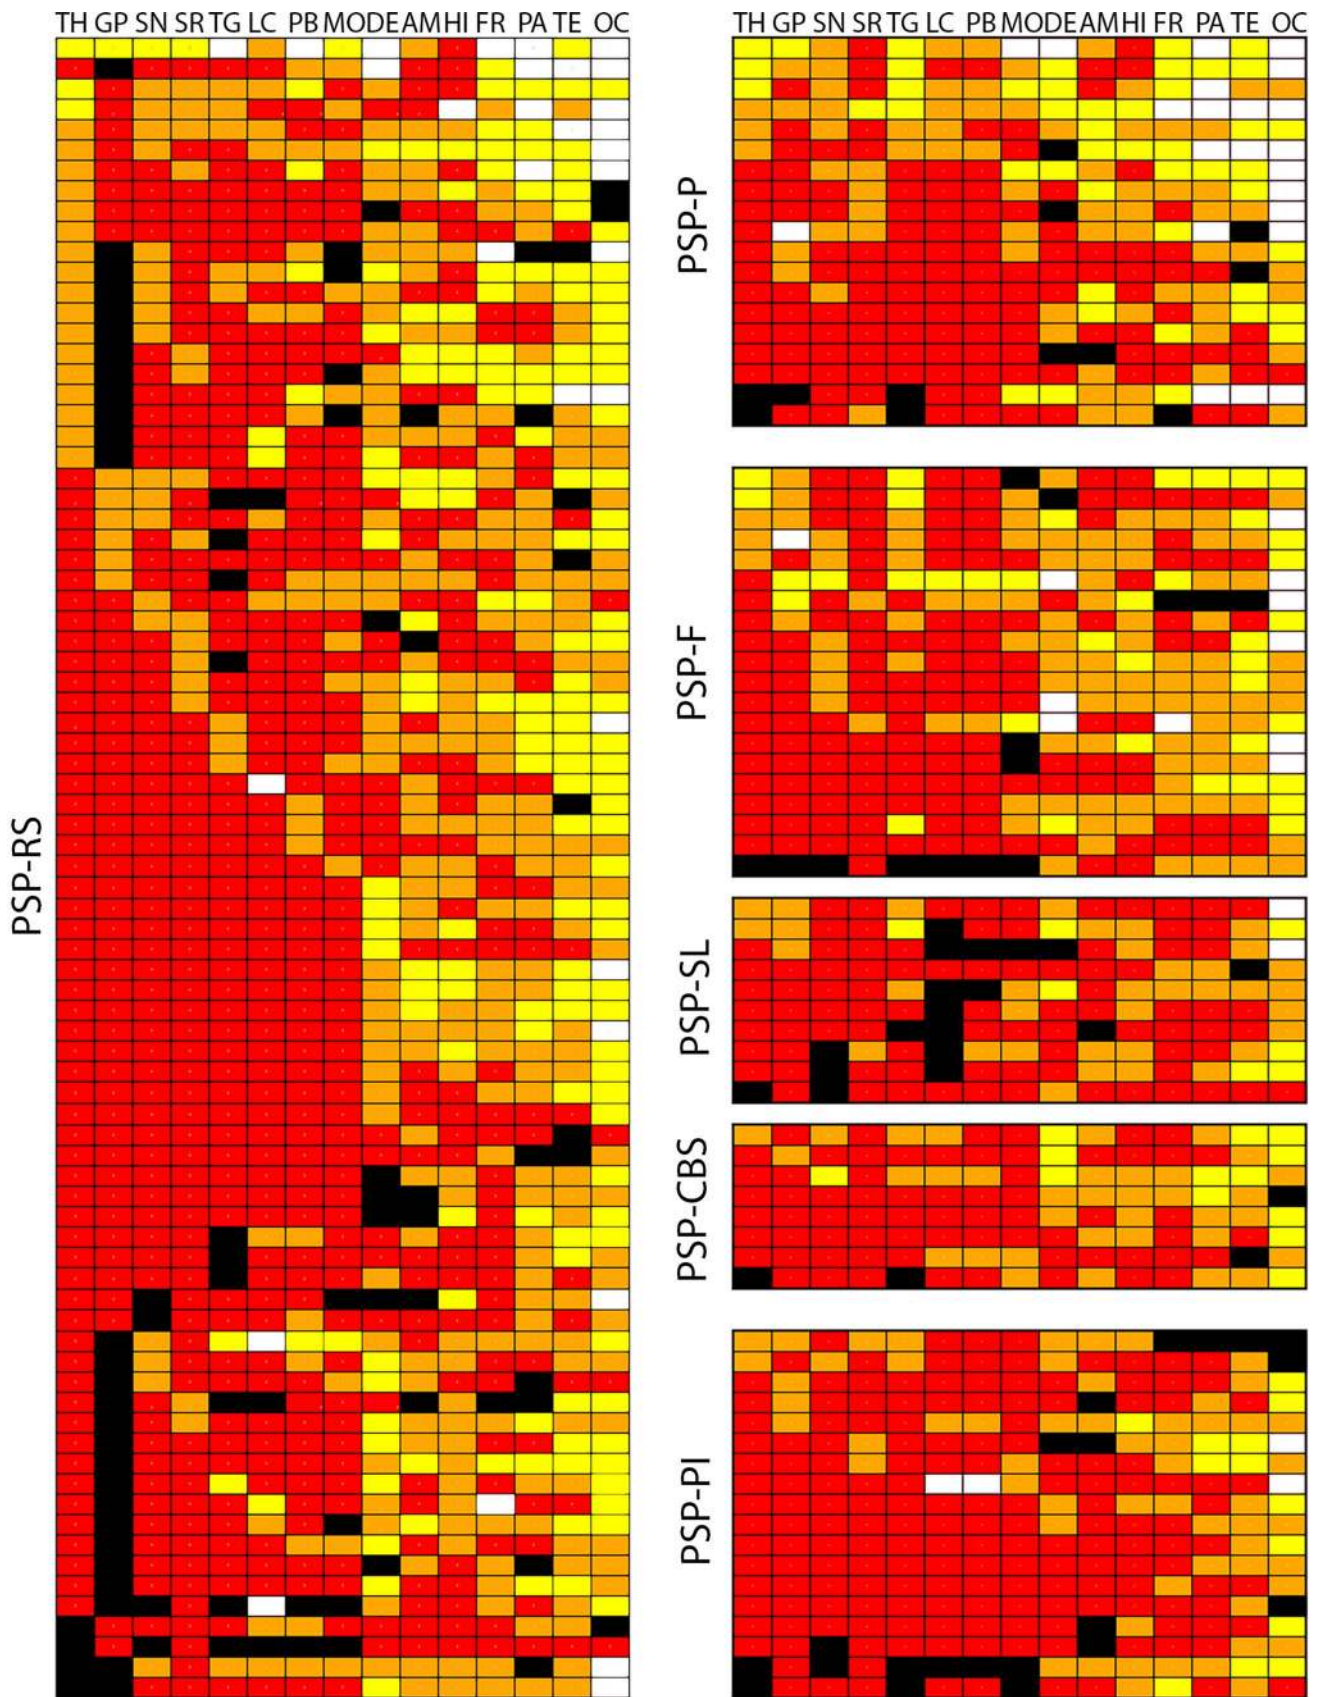 TH GP SN SR TG LC PB MO DE AM HI FR PA TE OC
PSP-RS
TH GP SN SR TG LC PB MO DE AM HI FR PA TE OC
PSP-P
PSP-F
PSP-SL
PSP-CBS
PSP-PI